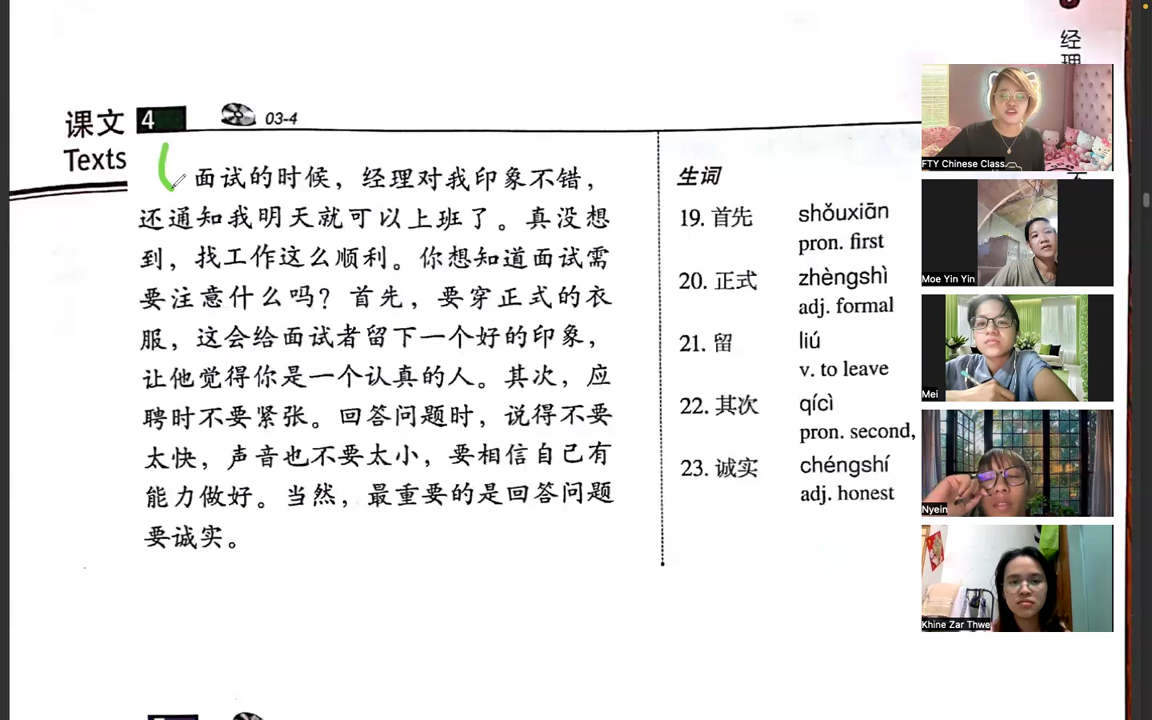 经
理
课文 4
03-4
Texts
面试的时候，经理对我印象不错，
还通知我明天就可以上班了。真没想
到，找工作这么顺利。你想知道面试需
要注意什么吗？首先，要穿正式的衣
服，这会给面试者留下一个好的印象，
让他觉得你是一个认真的人。其次，应
聘时不要紧张。回答问题时，说得不要
太快，声音也不要太小，要相信自己有
能力做好。当然，最重要的是回答问题
要诚实。
生词
19. 首先 shǒuxiān
pron. first
20. 正式 zhèngshì
adj. formal
21. 留 liú
v. to leave
22. 其次 qícì
pron. second,
23. 诚实 chéngshí
adj. honest
FTY Chinese Class
Moe Yin Yin
Mei
Nyein
Khine Zar Thwe